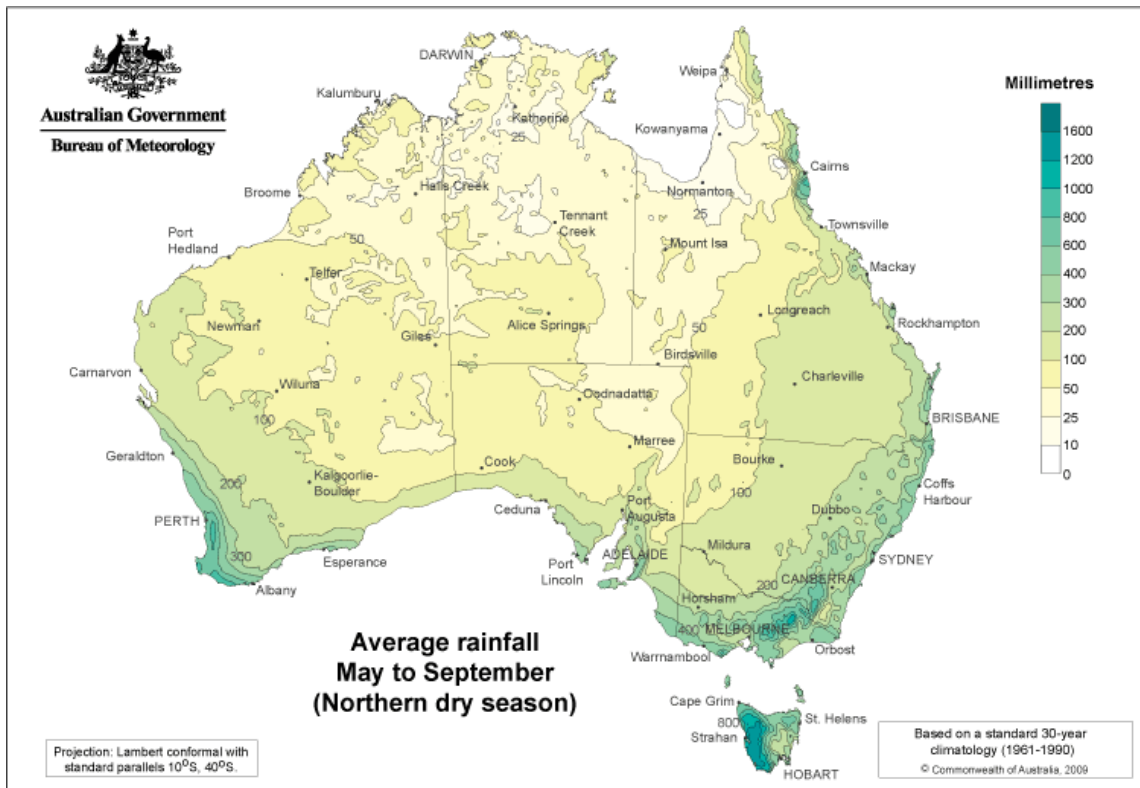 Australian Government
Bureau of Meteorology
DARWIN
Weipa
Kalumburu
Millimetres
Katherine
25
Kowanyama
1600
1200
1000
800
600
400
300
200
100
50
25
10
0
Cairns
Broome
Halls Creek
Normanton
25
Tennant
Creek
Townsville
Port
Hedland
50
Mount Isa
Mackay
Telfer
Newman
Alice Springs
Longreach
Rockhampton
50
Giles
Birdsville
Carnarvon
Charleville
Wiluna
Oodnadatta
100
BRISBANE
Geraldton
Marree
Cook
Bourke
Kalgoorlie-
Boulder
200
100
Coffs
Harbour
Ceduna
Port
Augusta
Dubbo
PERTH
300
Mildura
ADELAIDE
SYDNEY
Esperance
Port
Lincoln
Albany
200
CANBERRA
Horsham
400
MELBOURNE
Orbost
Warrnambool
Average rainfall
May to September
(Northern dry season)
Cape Grim
800
St. Helens
Strahan
HOBART
Projection: Lambert conformal with
standard parallels 10°S, 40°S.
Based on a standard 30-year
climatology (1961-1990)
© Commonwealth of Australia, 2009